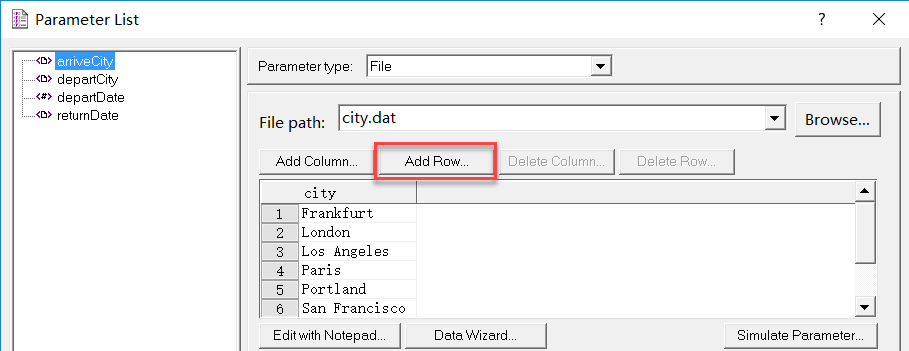 Parameter List
?
arriveCity
departCity
departDate
returnDate
Parameter type: File
File path: city.dat Browse...
Add Column... Add Row... Delete Column... Delete Row...
city
1 Frankfurt
2 London
3 Los Angeles
4 Paris
5 Portland
6 San Francisco
Edit with Notepad... Data Wizard... Simulate Parameter...